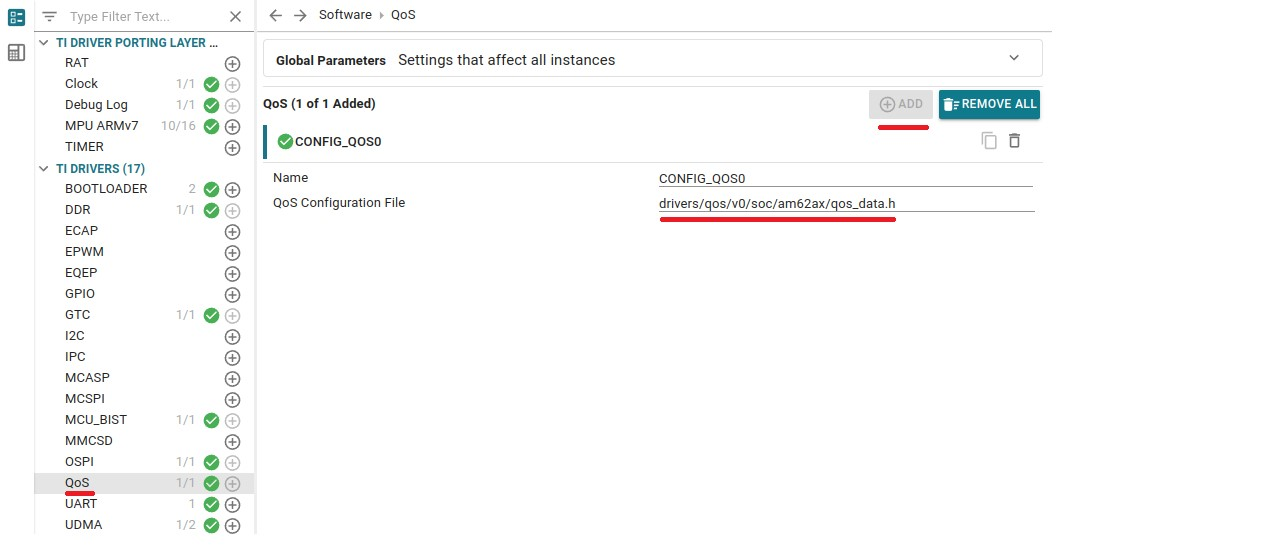 Type Filter Text...
TI DRIVER PORTING LAYER ...
RAT
Clock 1/1
Debug Log 1/1
MPU ARMv7 10/16
TIMER
TI DRIVERS (17)
BOOTLOADER 2
DDR 1/1
ECAP
EPWM
EQEP
GPIO
GTC 1/1
I2C
IPC
MCASP
MCSPI
MCU_BIST 1/1
MMCSD
OSPI 1/1
QoS 1/1
UART 1
UDMA 1/2
Software › QoS
Global Parameters Settings that affect all instances
QoS (1 of 1 Added) ADD REMOVE ALL
CONFIG_QOS0
Name CONFIG_QOS0
QoS Configuration File drivers/qos/v0/soc/am62ax/qos_data.h